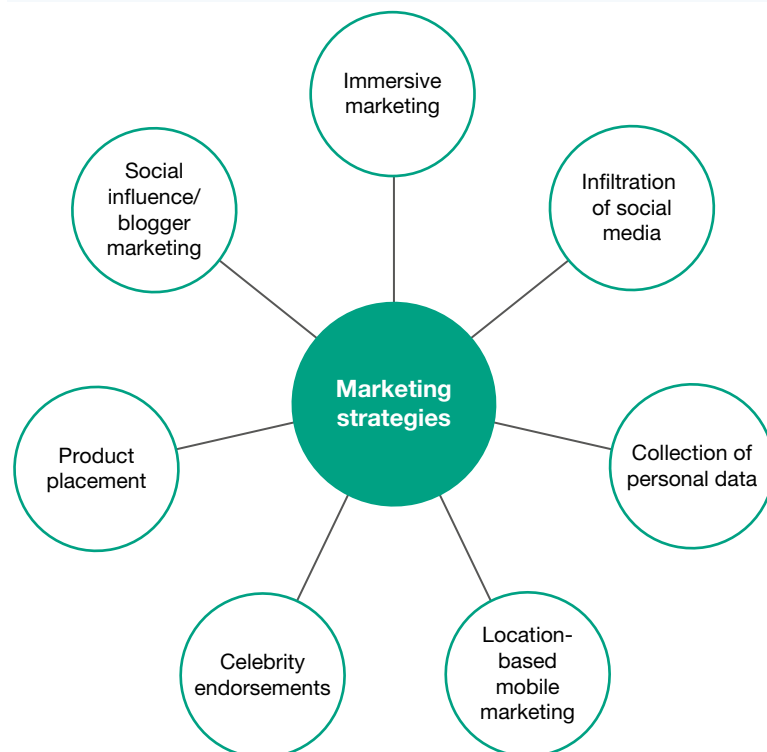 Immersive
marketing
Social
influence/
blogger
marketing
Infiltration
of social
media
Marketing
strategies
Product
placement
Collection of
personal data
Celebrity
endorsements
Location-
based
mobile
marketing